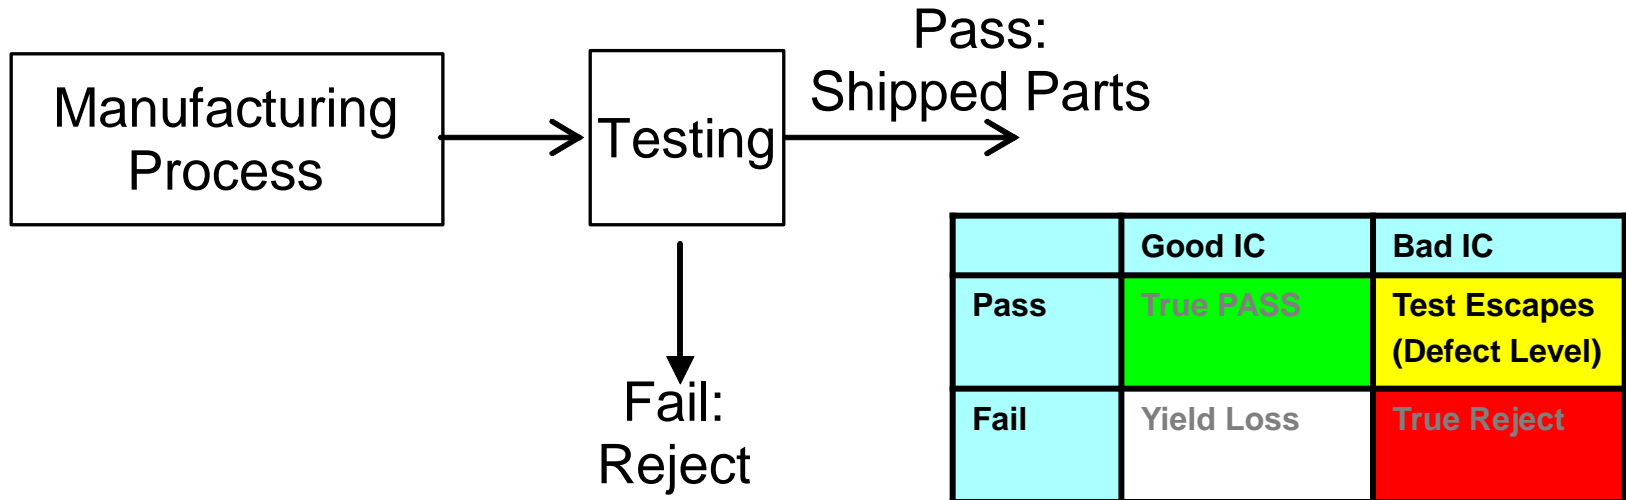 Manufacturing
Process
Testing
Pass:
Shipped Parts
Fail:
Reject
Good IC
Bad IC
Pass
True PASS
Test Escapes
(Defect Level)
Fail
Yield Loss
True Reject